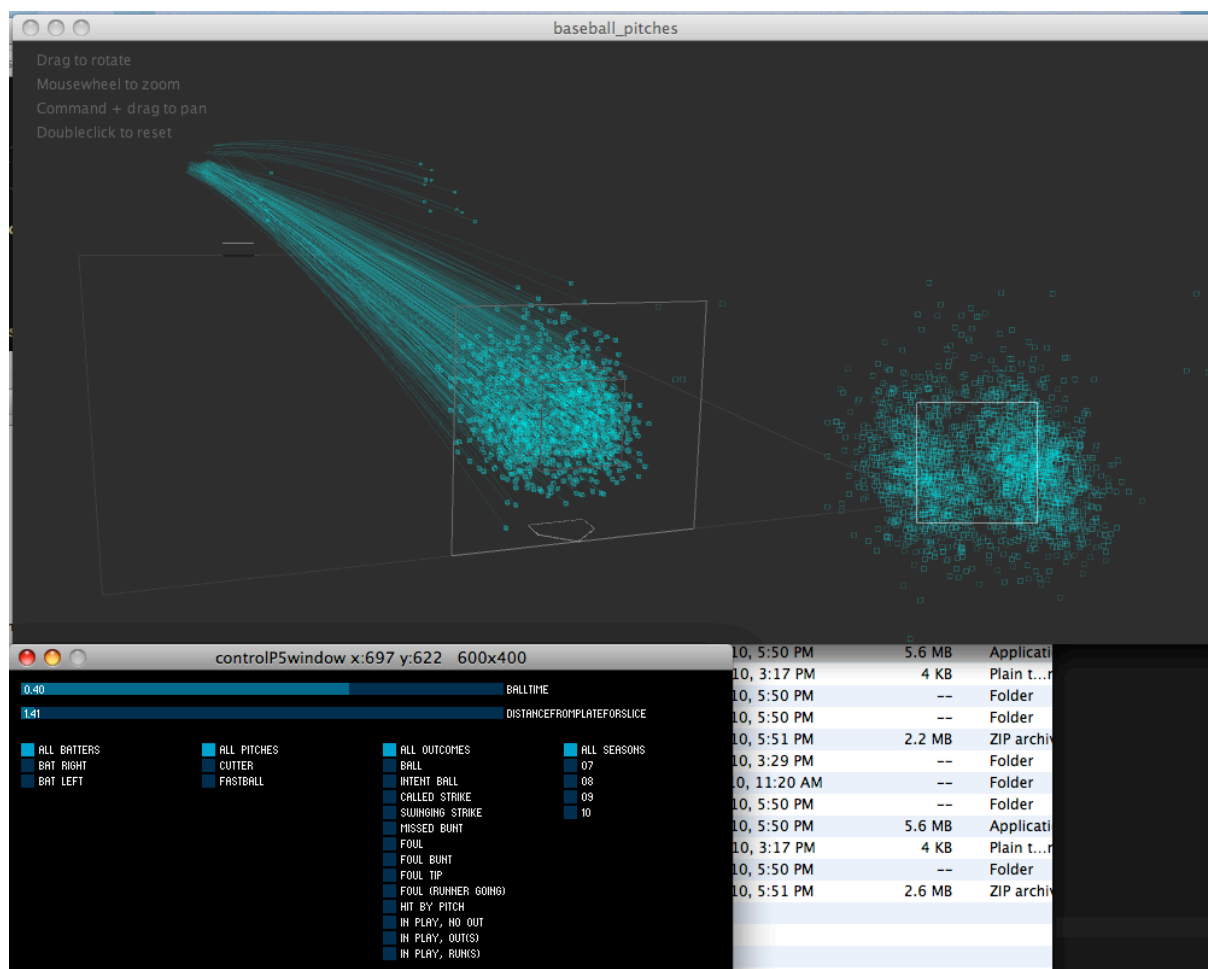 baseball_pitches
Drag to rotate
Mousewheel to zoom
Command + drag to pan
Doubleclick to reset
controlP5window x:697 y:622 600x400
0.40 BALLTIME
1.41 DISTANCEFROMPLATEFORSLICE
ALL BATTERS
BAT RIGHT
BAT LEFT
ALL PITCHES
CUTTER
FASTBALL
ALL OUTCOMES
BALL
INTENT BALL
CALLED STRIKE
SWINGING STRIKE
MISSED BUNT
FOUL
FOUL BUNT
FOUL TIP
FOUL (RUNNER GOING)
HIT BY PITCH
IN PLAY, NO OUT
IN PLAY, OUT(S)
IN PLAY, RUN(S)
ALL SEASONS
07
08
09
10
10, 5:50 PM 5.6 MB Applicati
10, 3:17 PM 4 KB Plain t...r
10, 5:50 PM -- Folder
10, 5:50 PM -- Folder
10, 5:51 PM 2.2 MB ZIP archiv
10, 3:29 PM -- Folder
10, 11:20 AM -- Folder
10, 5:50 PM -- Folder
10, 5:50 PM 5.6 MB Applicati
10, 3:17 PM 4 KB Plain t...r
10, 5:50 PM -- Folder
10, 5:51 PM 2.6 MB ZIP archiv